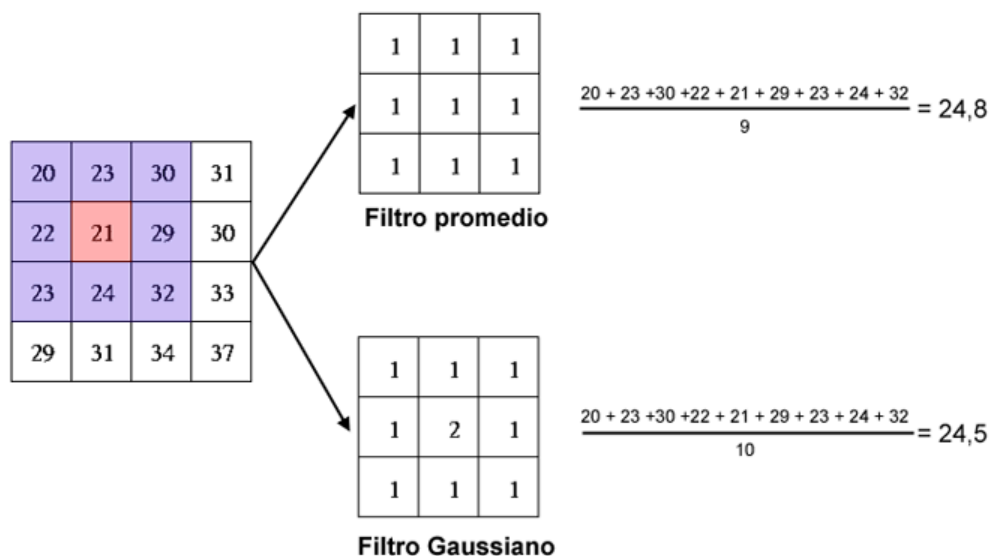 20 23 30 31
22 21 29 30
23 24 32 33
29 31 34 37
1 1 1
1 1 1
1 1 1
Filtro promedio
20 + 23 +30 +22 + 21 + 29 + 23 + 24 + 32
9
= 24,8
1 1 1
1 2 1
1 1 1
Filtro Gaussiano
20 + 23 +30 +22 + 21 + 29 + 23 + 24 + 32
10
= 24,5